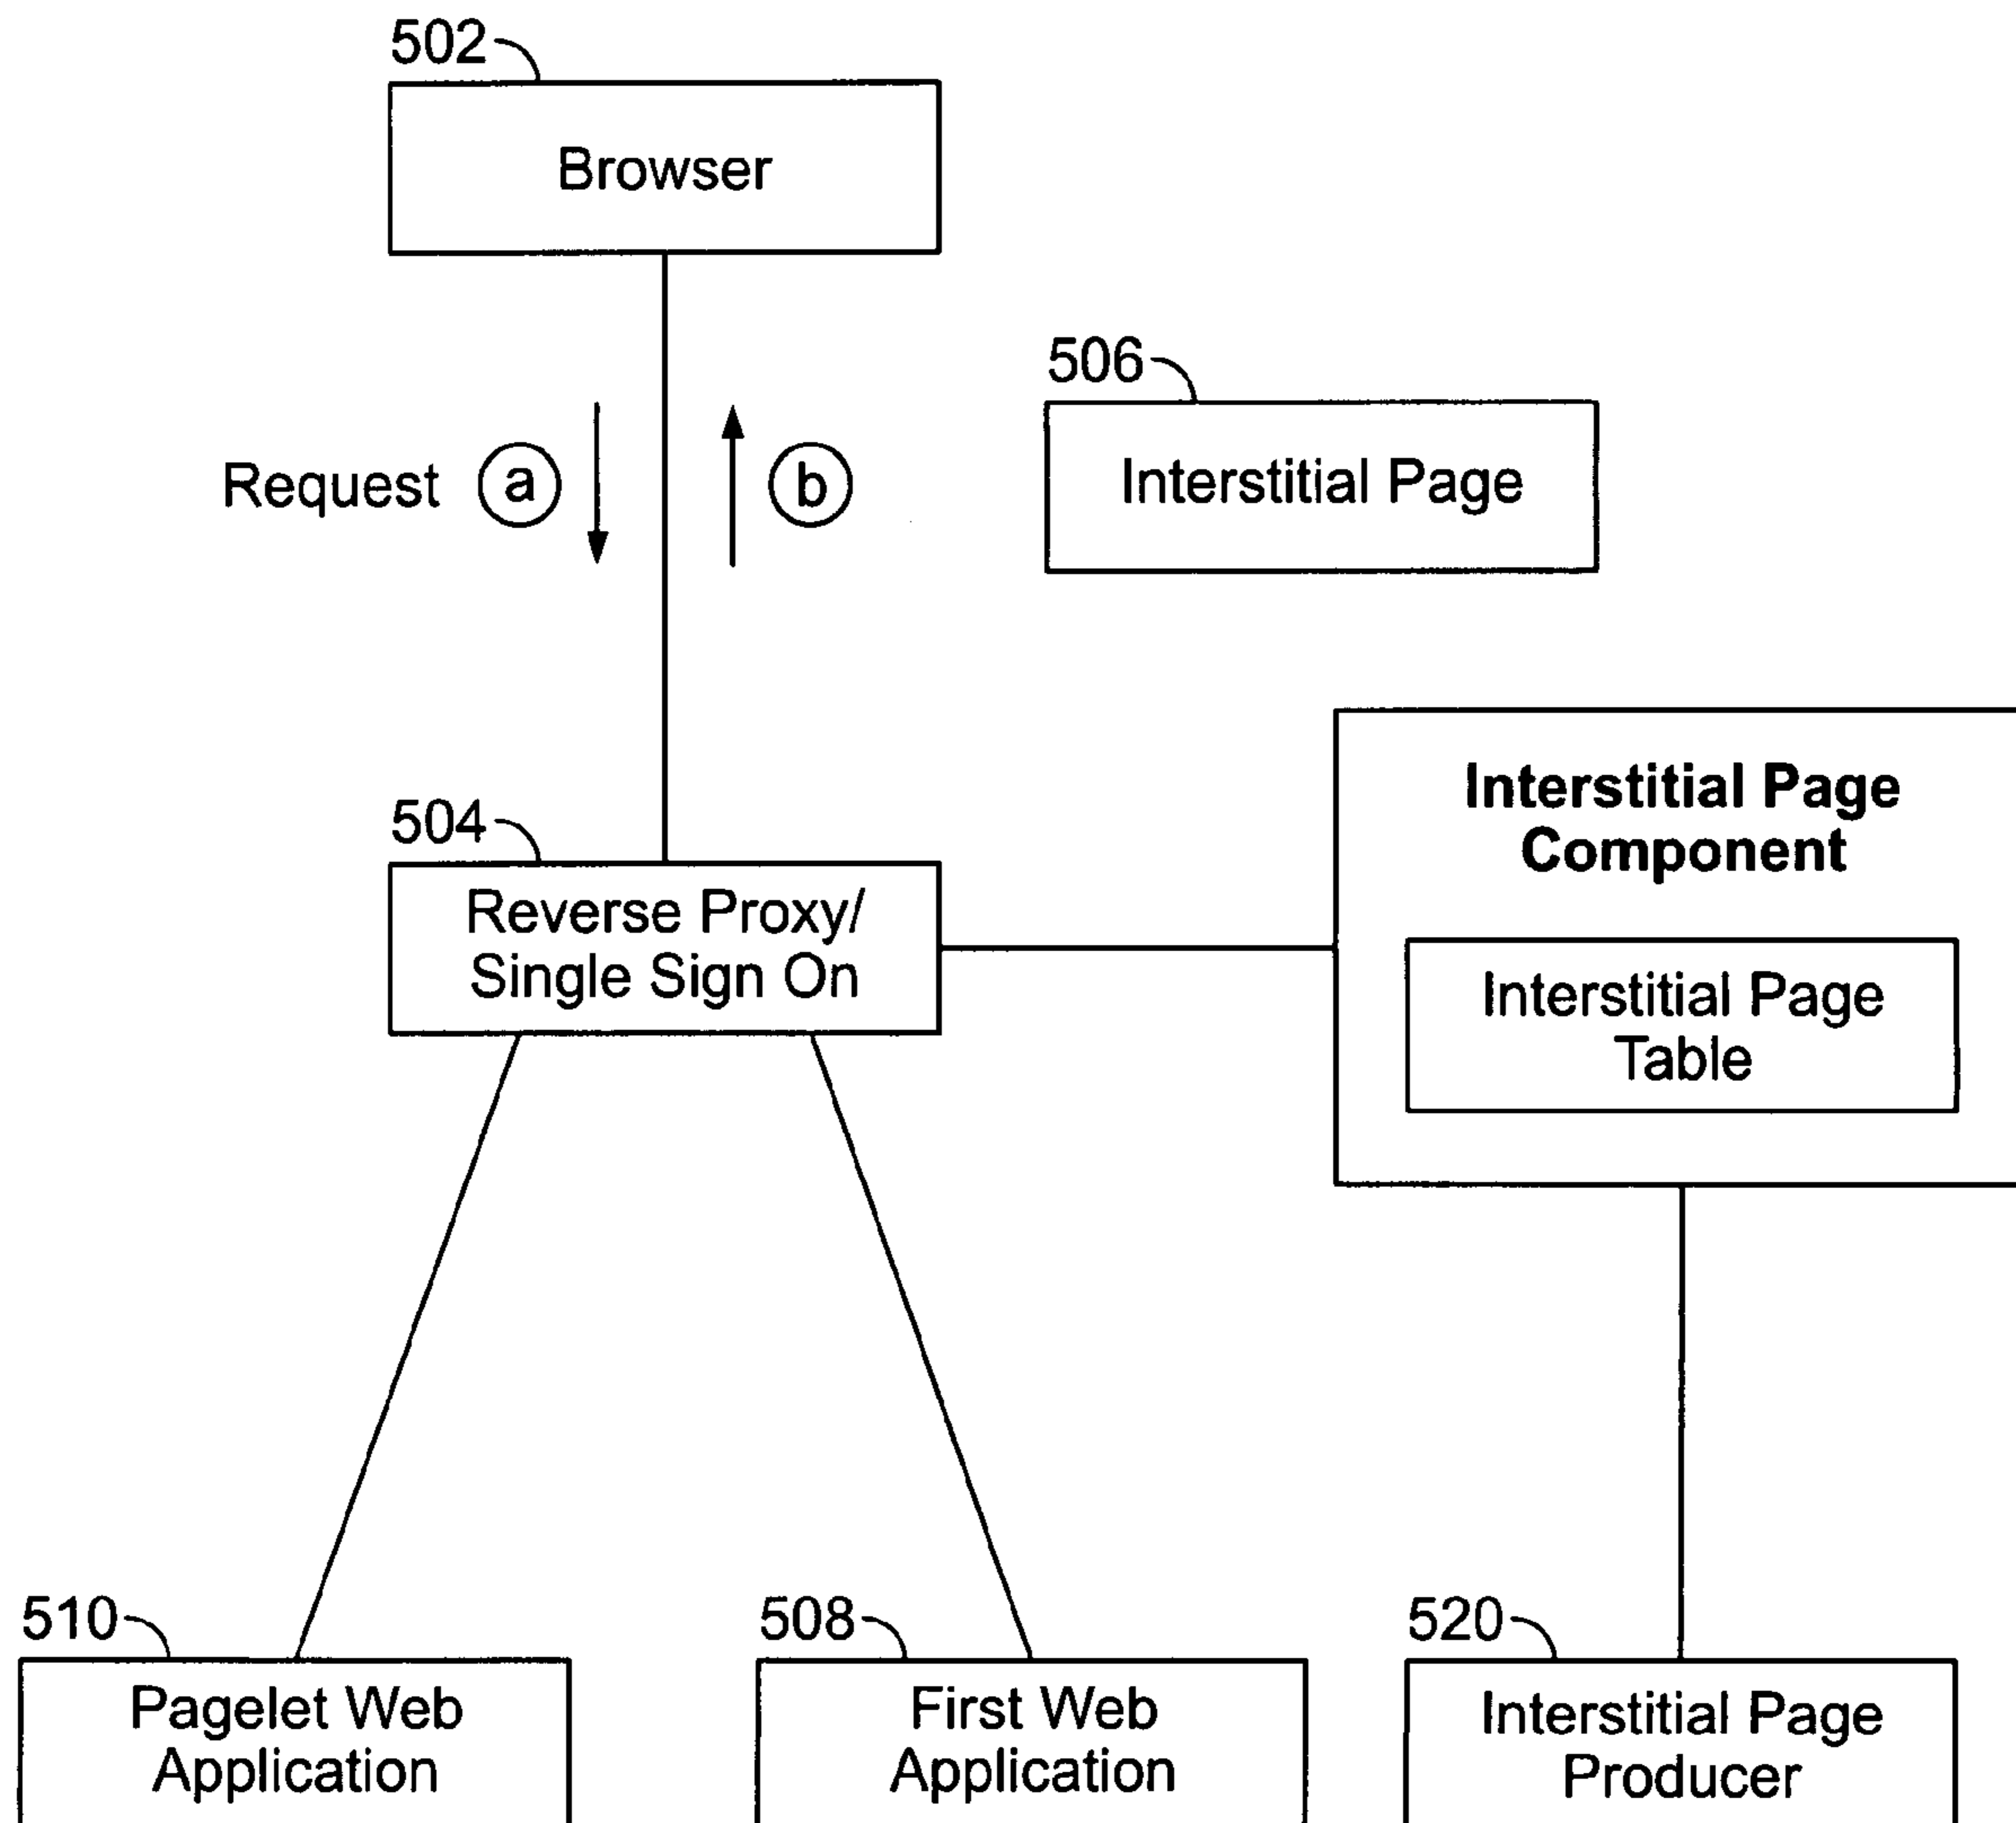 502
Browser
506
Interstitial Page
Request a
b
504
Reverse Proxy/
Single Sign On
Interstitial Page
Component
Interstitial Page
Table
510
Pagelet Web
Application
508
First Web
Application
520
Interstitial Page
Producer